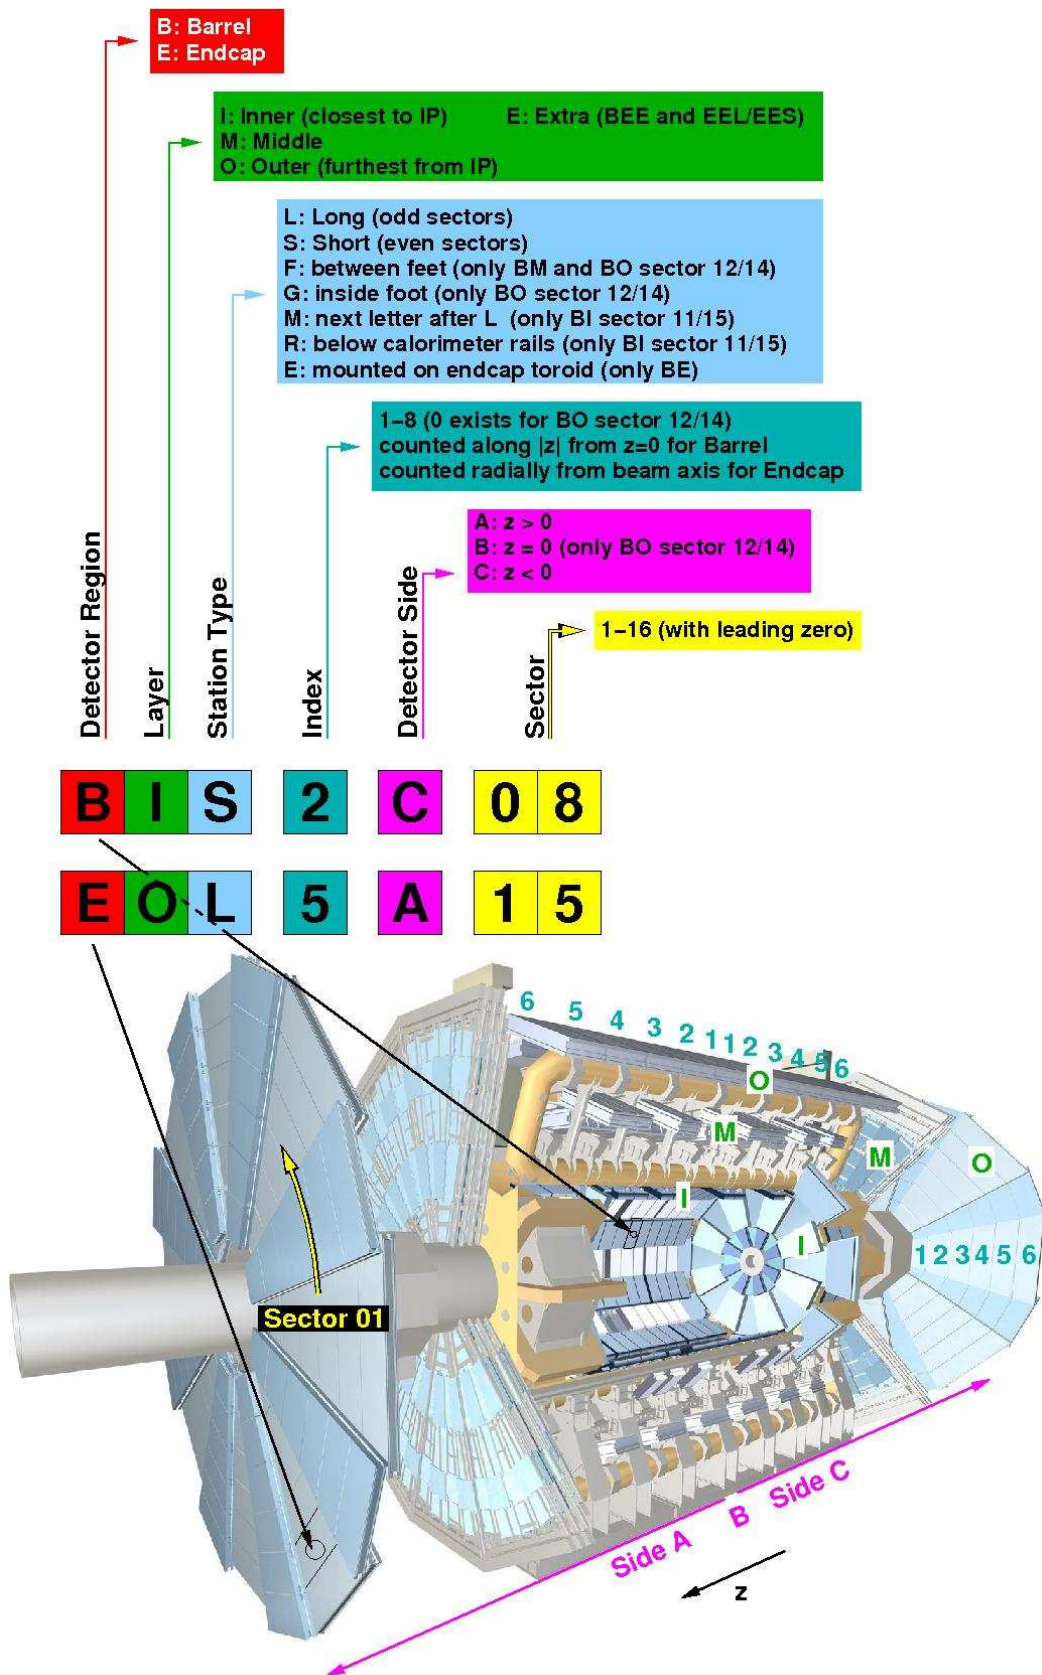 B: Barrel
E: Endcap
I: Inner (closest to IP) E: Extra (BEE and EEL/EES)
M: Middle
O: Outer (furthest from IP)
L: Long (odd sectors)
S: Short (even sectors)
F: between feet (only BM and BO sector 12/14)
G: inside foot (only BO sector 12/14)
M: next letter after L (only BI sector 11/15)
R: below calorimeter rails (only BI sector 11/15)
E: mounted on endcap toroid (only BE)
1-8 (0 exists for BO sector 12/14)
counted along |z| from z=0 for Barrel
counted radially from beam axis for Endcap
A: z > 0
B: z = 0 (only BO sector 12/14)
C: z < 0
1-16 (with leading zero)
Detector Region
Layer
Station Type
Index
Detector Side
Sector
B I S 2 C 0 8
E O L 5 A 1 5
6 5 4 3 2 1 1 2 3 4 5 6
O
M
M
O
I
I
1 2 3 4 5 6
Sector 01
Side A
B
Side C
z